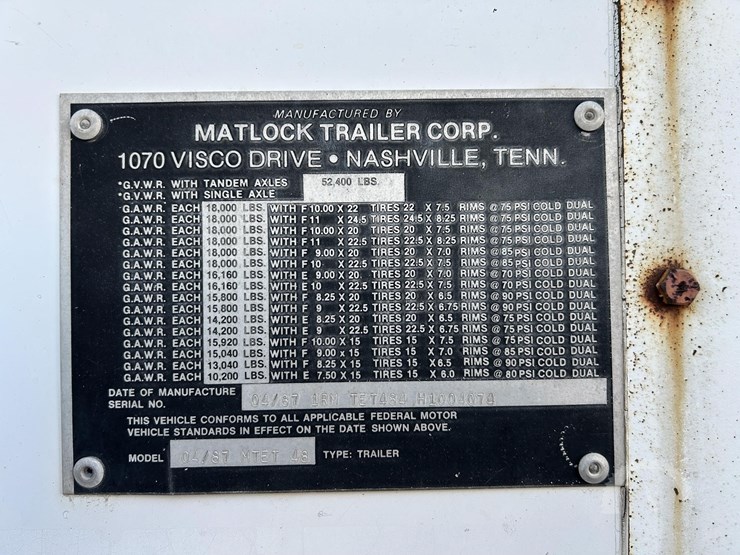 MANUFACTURED BY
MATLOCK TRAILER CORP.
1070 VISCO DRIVE • NASHVILLE, TENN.
*G.V.W.R. WITH TANDEM AXLES 52,400 LBS.
*G.V.W.R. WITH SINGLE AXLE
G.A.W.R. EACH 18,000 LBS. WITH F 10.00 X 22 TIRES 22 X 7.5 RIMS @ 75 PSI COLD DUAL
G.A.W.R. EACH 18,000 LBS. WITH F 11 X 24.5 TIRES 24.5 X 8.25 RIMS @ 75 PSI COLD DUAL
G.A.W.R. EACH 18,000 LBS. WITH F 10.00 X 20 TIRES 20 X 7.5 RIMS @ 75 PSI COLD DUAL
G.A.W.R. EACH 18,000 LBS. WITH F 11 X 22.5 TIRES 22.5 X 8.25 RIMS @ 75 PSI COLD DUAL
G.A.W.R. EACH 18,000 LBS. WITH F 9.00 X 20 TIRES 20 X 7.0 RIMS @ 85 PSI COLD DUAL
G.A.W.R. EACH 18,000 LBS. WITH F 10 X 22.5 TIRES 22.5 X 7.5 RIMS @ 85 PSI COLD DUAL
G.A.W.R. EACH 16,160 LBS. WITH E 9.00 X 20 TIRES 20 X 7.0 RIMS @ 70 PSI COLD DUAL
G.A.W.R. EACH 16,160 LBS. WITH E 10 X 22.5 TIRES 22.5 X 7.5 RIMS @ 70 PSI COLD DUAL
G.A.W.R. EACH 15,800 LBS. WITH F 8.25 X 20 TIRES 20 X 6.5 RIMS @ 90 PSI COLD DUAL
G.A.W.R. EACH 15,800 LBS. WITH F 9 X 22.5 TIRES 22.5 X 6.75 RIMS @ 90 PSI COLD DUAL
G.A.W.R. EACH 14,200 LBS. WITH E 8.25 X 20 TIRES 20 X 6.5 RIMS @ 75 PSI COLD DUAL
G.A.W.R. EACH 14,200 LBS. WITH E 9 X 22.5 TIRES 22.5 X 6.75 RIMS @ 75 PSI COLD DUAL
G.A.W.R. EACH 15,920 LBS. WITH F 10.00 X 15 TIRES 15 X 7.5 RIMS @ 75 PSI COLD DUAL
G.A.W.R. EACH 15,040 LBS. WITH F 9.00 X 15 TIRES 15 X 7.0 RIMS @ 85 PSI COLD DUAL
G.A.W.R. EACH 13,040 LBS. WITH F 8.25 X 15 TIRES 15 X 6.5 RIMS @ 90 PSI COLD DUAL
G.A.W.R. EACH 10,200 LBS. WITH E 7.50 X 15 TIRES 15 X 6.0 RIMS @ 80 PSI COLD DUAL
DATE OF MANUFACTURE 04/87
SERIAL NO.
THIS VEHICLE CONFORMS TO ALL APPLICABLE FEDERAL MOTOR
VEHICLE STANDARDS IN EFFECT ON THE DATE SHOWN ABOVE.
MODEL 04/87 48 TYPE: TRAILER